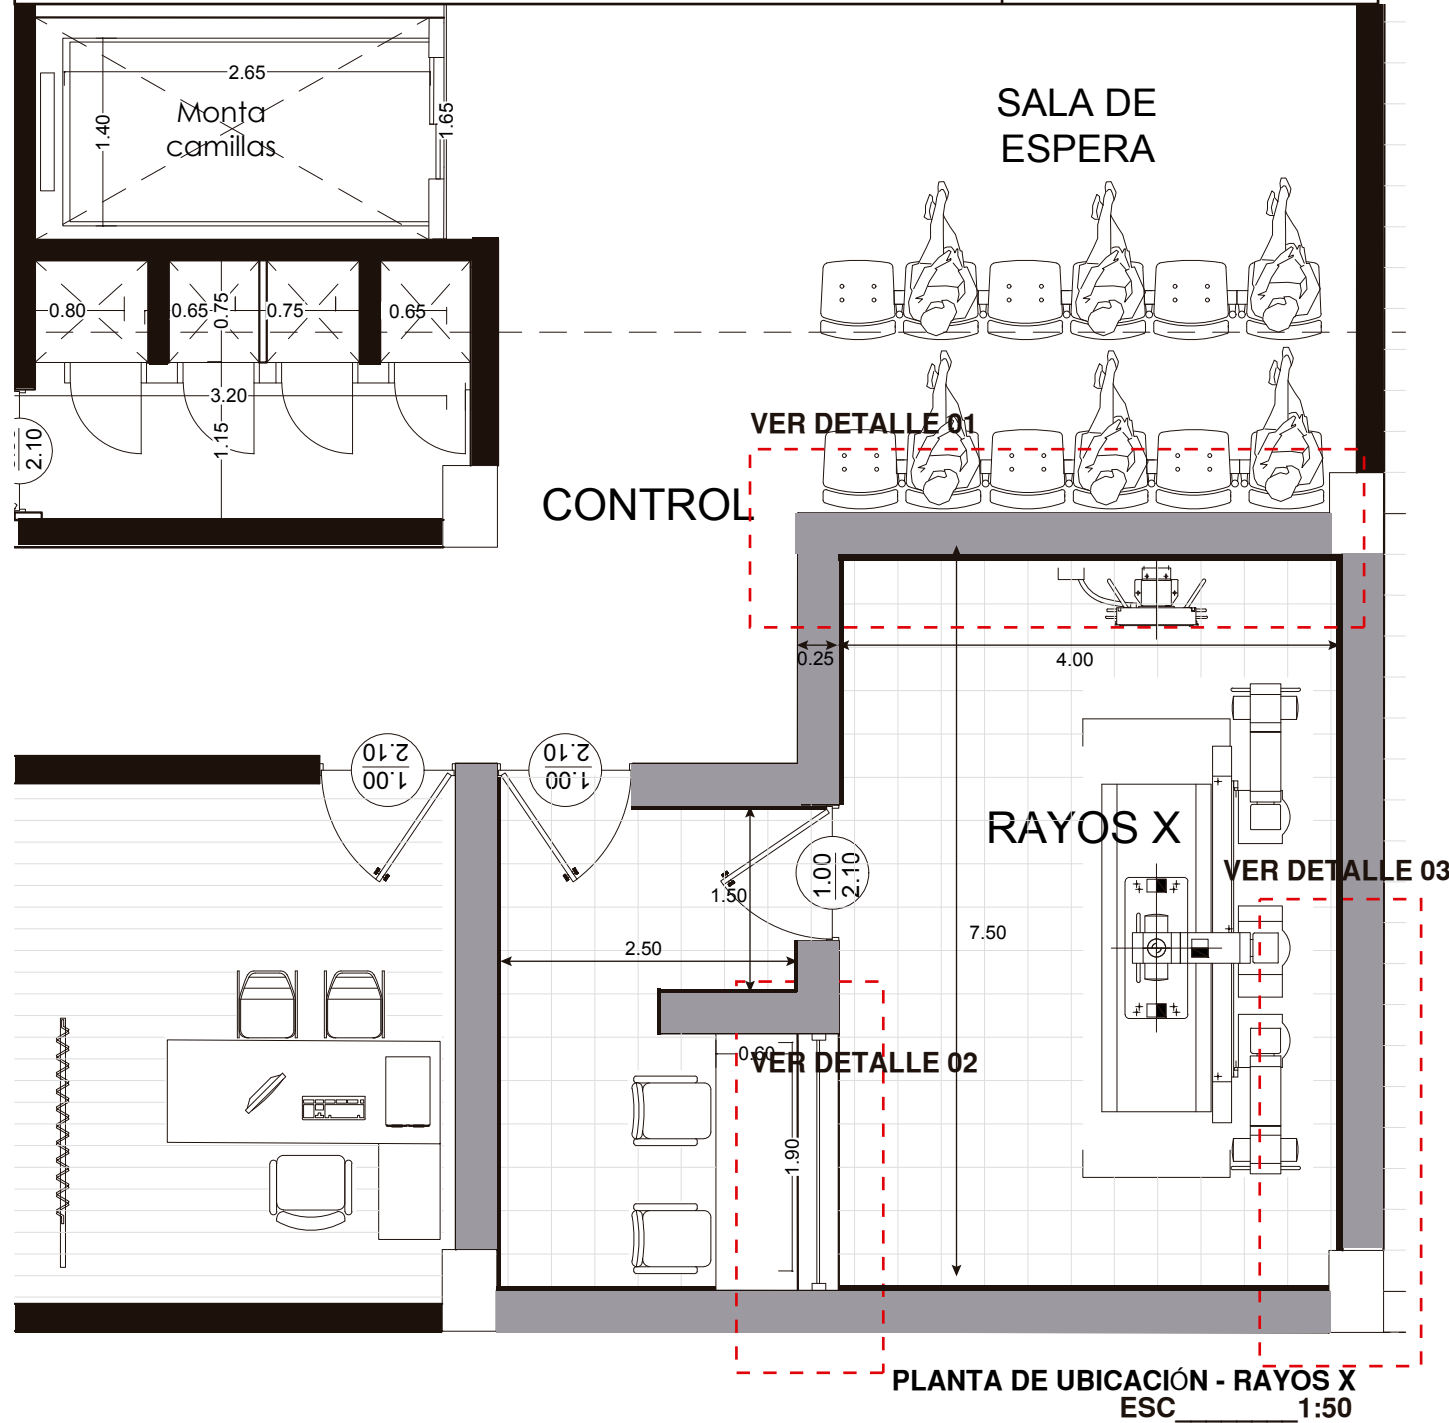 2.65
Monta
camillas
1.40
1.65
SALA DE
ESPERA
0.80
0.65
0.75
0.75
0.65
3.20
1.15
2.10
VER DETALLE 01
CONTROL
0.25
4.00
1.00
2.10
1.00
2.10
RAYOS X
1.00
2.10
VER DETALLE 03
1.50
2.50
7.50
0.60
VER DETALLE 02
1.90
PLANTA DE UBICACIÓN - RAYOS X
ESC_________1:50